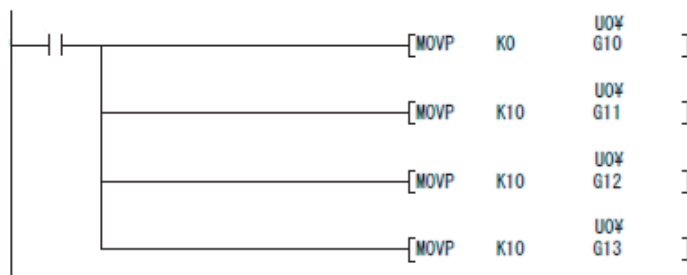 U0¥
[MOVP K0 G10 ]
U0¥
[MOVP K10 G11 ]
U0¥
[MOVP K10 G12 ]
U0¥
[MOVP K10 G13 ]